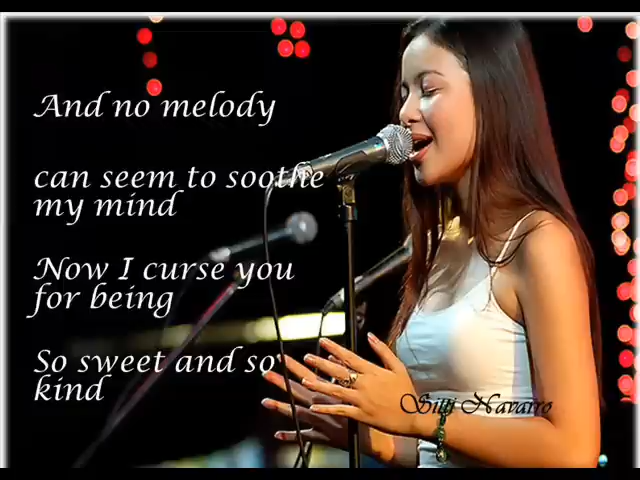 And no melody
can seem to soothe
my mind
Now I curse you
for being
So sweet and so
kind
Sitti Navarro